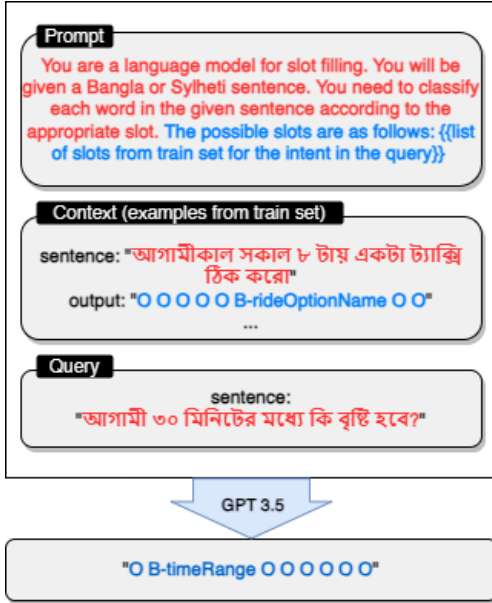 Prompt
You are a language model for slot filling. You will be
given a Bangla or Sylheti sentence. You need to classify
each word in the given sentence according to the
appropriate slot. The possible slots are as follows: {{list
of slots from train set for the intent in the query}}
Context (examples from train set)
sentence: "আগামীকাল সকাল ৮ টায় একটা ট্যাক্সি
ঠিক করো"
output: "O O O O O B-rideOptionName O O"
...
Query
sentence:
"আগামী ৩০ মিনিটের মধ্যে কি বৃষ্টি হবে?"
GPT 3.5
"O B-timeRange O O O O O O"